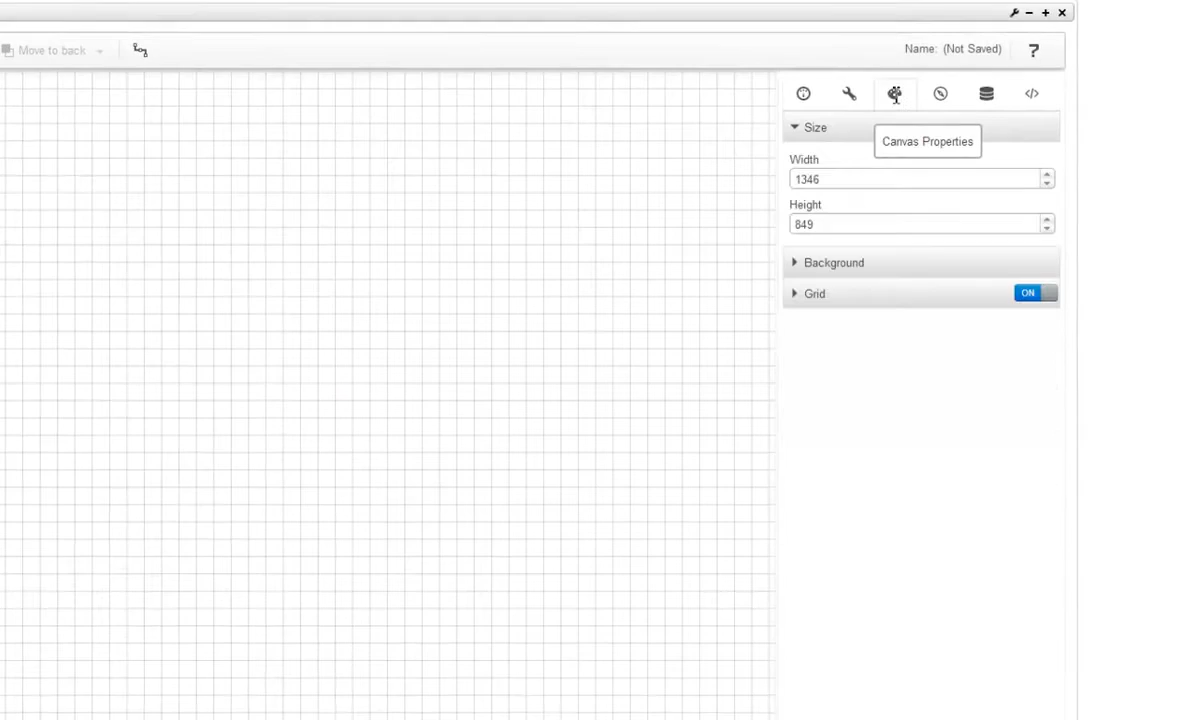 Move to back
Name: (Not Saved) ?
Size
Canvas Properties
Width
1346
Height
849
Background
Grid ON